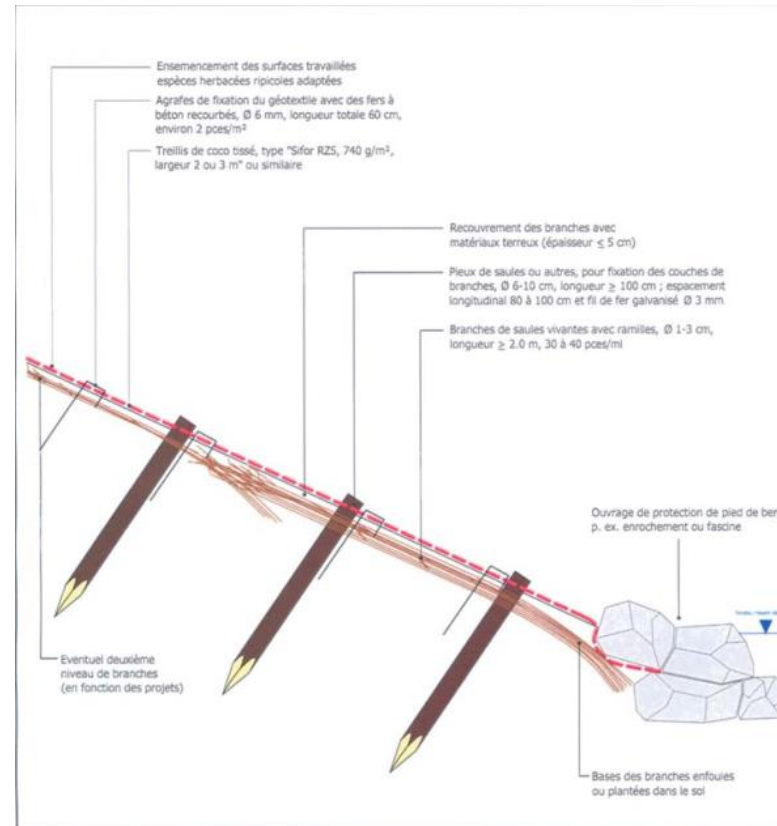 Ensemencement des surfaces travaillées
espèces herbacées ripicoles adaptées
Agrafes de fixation du géotextile avec des fers à
béton recourbés, Ø 6 mm, longueur totale 60 cm,
environ 2 pces/m²
Treillis de coco tissé, type "Sifor RZS, 740 g/m²,
largeur 2 ou 3 m" ou similaire
Recouvrement des branches avec
matériaux terreux (épaisseur ≤ 5 cm)
Pieux de saules ou autres, pour fixation des couches de
branches, Ø 6-10 cm, longueur ≥ 100 cm ; espacement
longitudinal 80 à 100 cm et fil de fer galvanisé Ø 3 mm
Branches de saules vivantes avec ramilles, Ø 1-3 cm,
longueur ≥ 2.0 m, 30 à 40 pces/ml
Ouvrage de protection de pied de ber
p. ex. enrochement ou fascine
Eventuel deuxième
niveau de branches
(en fonction des projets)
Bases des branches enfouies
ou plantées dans le sol